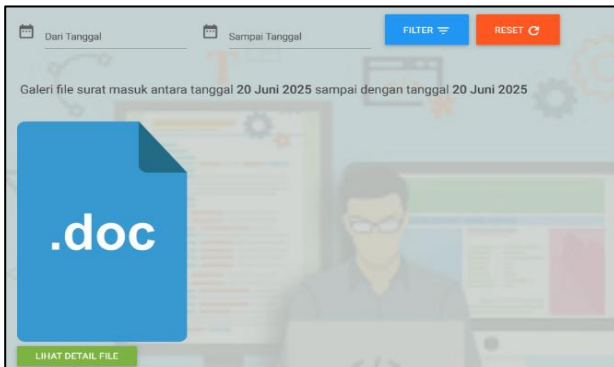 Dari Tanggal
Sampai Tanggal
FILTER
RESET
Galeri file surat masuk antara tanggal 20 Juni 2025 sampai dengan tanggal 20 Juni 2025
.doc
LIHAT DETAIL FILE